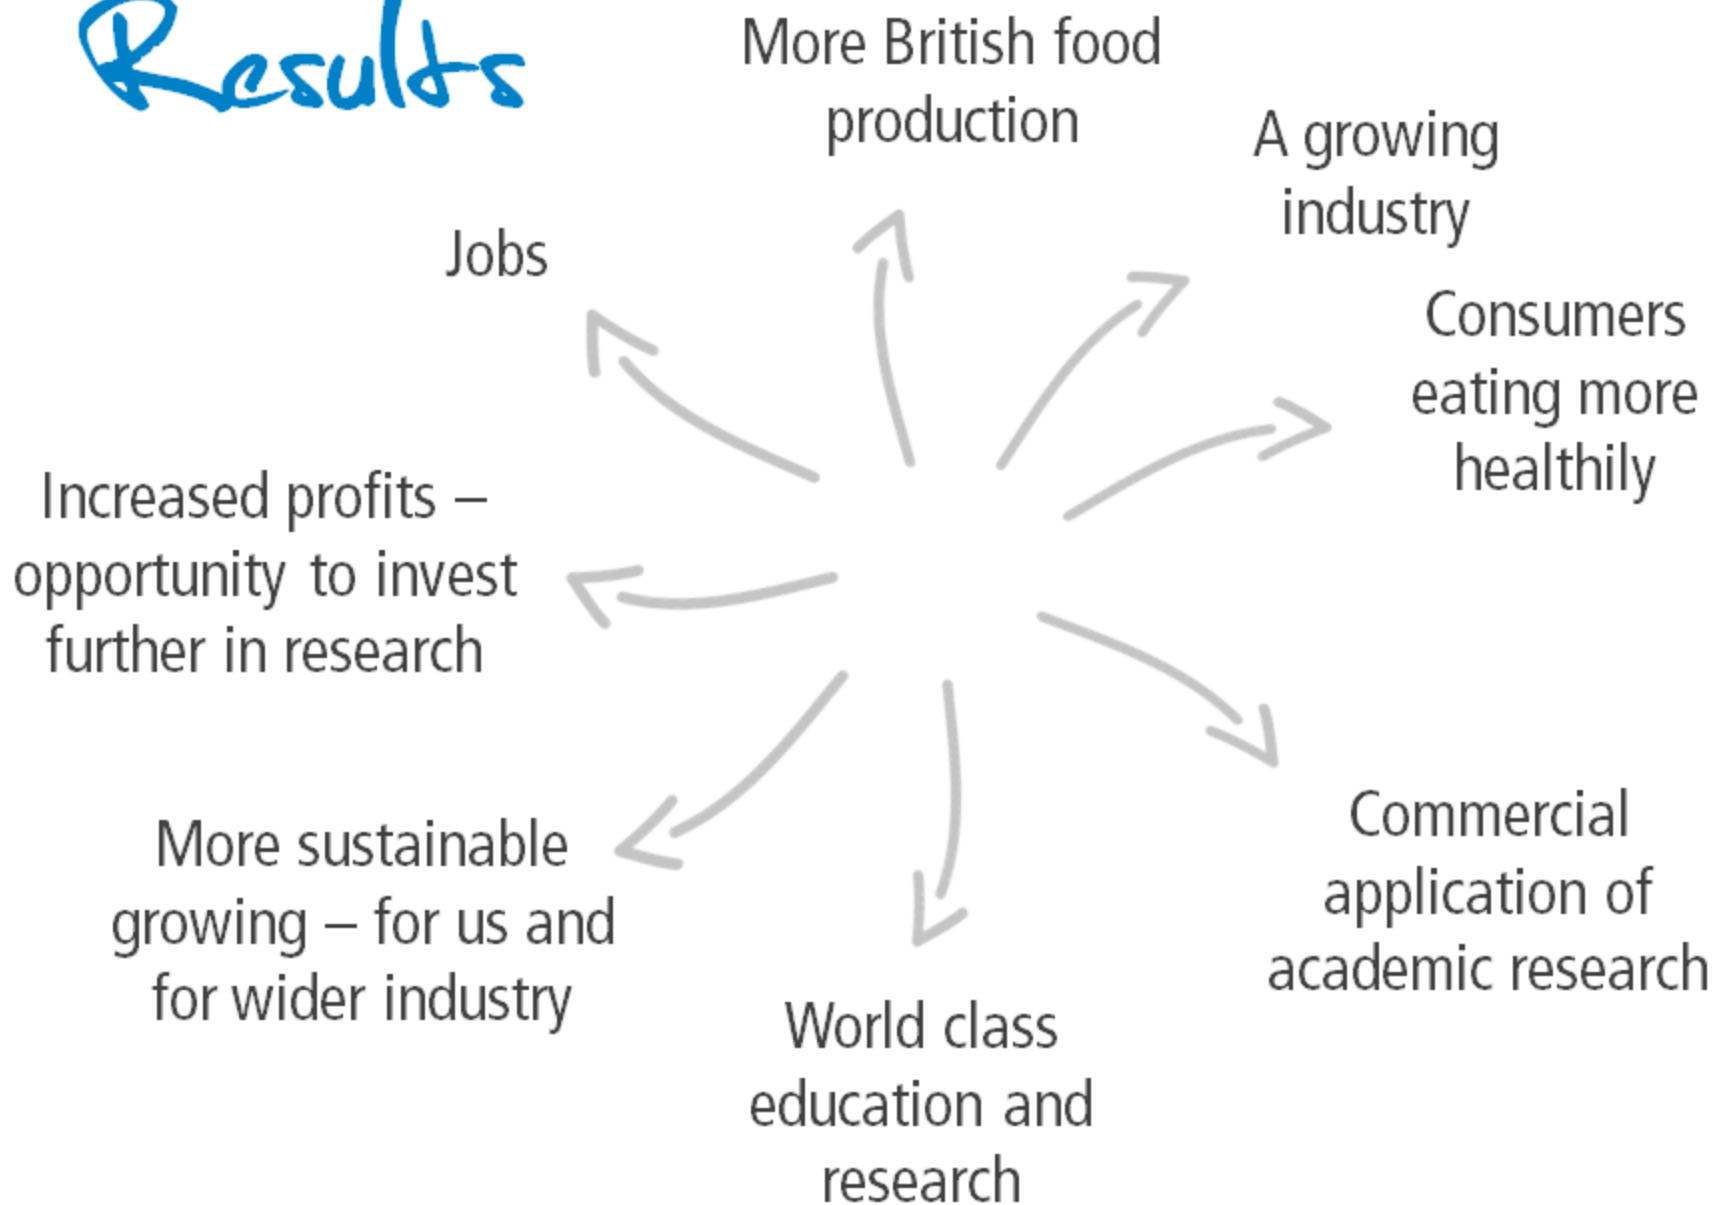 Results
More British food
production
A growing
industry
Consumers
eating more
healthily
Commercial
application of
academic research
World class
education and
research
More sustainable
growing – for us and
for wider industry
Increased profits –
opportunity to invest
further in research
Jobs